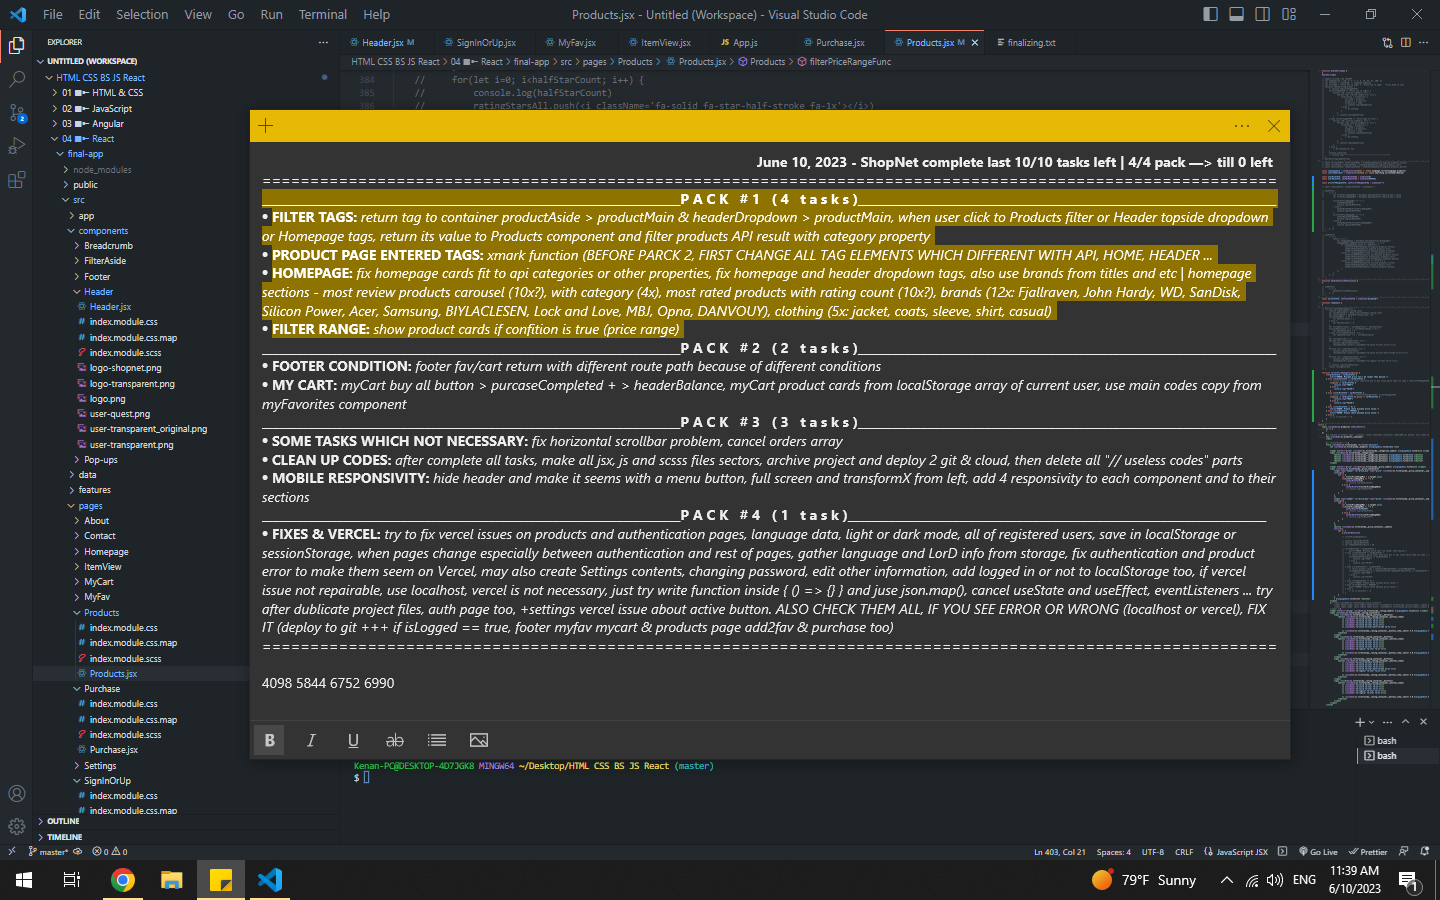 File Edit Selection View Go Run Terminal Help
Products.jsx - Untitled (Workspace) - Visual Studio Code
EXPLORER
UNTITLED (WORKSPACE)
HTML CSS BS JS React
01 HTML & CSS
02 JavaScript
03 Angular
04 React
final-app
node_modules
public
src
app
components
Breadcrumb
FilterAside
Footer
Header
Header.jsx
index.module.css
index.module.css.map
index.module.scss
logo-shopnet.png
logo-transparent.png
logo.png
user-quest.png
user-transparent_original.png
user-transparent.png
Pop-ups
data
features
pages
About
Contact
Homepage
ItemView
MyCart
MyFav
Products
index.module.css
index.module.css.map
index.module.scss
Products.jsx
Purchase
index.module.css
index.module.css.map
index.module.scss
Purchase.jsx
Settings
SignInOrUp
index.module.css
index.module.css.map
OUTLINE
TIMELINE
Header.jsx M SignInOrUp.jsx MyFav.jsx ItemView.jsx JS App.js Purchase.jsx Products.jsx M finalizing.txt
HTML CSS BS JS React > 04 React > final-app > src > pages > Products > Products.jsx > Products > filterPriceRangeFunc
384 // for(let i=0; i<halfStarCount; i++) {
385 // console.log(halfStarCount)
386 // ratingStarsAll.push(<i className='fa-solid fa-star-half-stroke fa-1x'></i>)
June 10, 2023 - ShopNet complete last 10/10 tasks left | 4/4 pack —> till 0 left
PACK #1 (4 tasks)
• FILTER TAGS: return tag to container productAside > productMain & headerDropdown > productMain, when user click to Products filter or Header topside dropdown
or Homepage tags, return its value to Products component and filter products API result with category property
• PRODUCT PAGE ENTERED TAGS: xmark function (BEFORE PARCK 2, FIRST CHANGE ALL TAG ELEMENTS WHICH DIFFERENT WITH API, HOME, HEADER ...
• HOMEPAGE: fix homepage cards fit to api categories or other properties, fix homepage and header dropdown tags, also use brands from titles and etc | homepage
sections - most review products carousel (10x?), with category (4x), most rated products with rating count (10x?), brands (12x: Fjallraven, John Hardy, WD, SanDisk,
Silicon Power, Acer, Samsung, BIYLACLESEN, Lock and Love, MBJ, Opna, DANVOUY), clothing (5x: jacket, coats, sleeve, shirt, casual)
• FILTER RANGE: show product cards if confition is true (price range)
PACK #2 (2 tasks)
• FOOTER CONDITION: footer fav/cart return with different route path because of different conditions
• MY CART: myCart buy all button > purcaseCompleted + > headerBalance, myCart product cards from localStorage array of current user, use main codes copy from
myFavorites component
PACK #3 (3 tasks)
• SOME TASKS WHICH NOT NECESSARY: fix horizontal scrollbar problem, cancel orders array
• CLEAN UP CODES: after complete all tasks, make all jsx, js and scss files sectors, archive project and deploy 2 git & cloud, then delete all "// useless codes" parts
• MOBILE RESPONSIVITY: hide header and make it seems with a menu button, full screen and transformX from left, add 4 responsivity to each component and to their
sections
PACK #4 (1 task)
• FIXES & VERCEL: try to fix vercel issues on products and authentication pages, language data, light or dark mode, all of registered users, save in localStorage or
sessionStorage, when pages change especially between authentication and rest of pages, gather language and LorD info from storage, fix authentication and product
error to make them seem on Vercel, may also create Settings contents, changing password, edit other information, add logged in or not to localStorage too, if vercel
issue not repairable, use localhost, vercel is not necessary, just try write function inside { () => {} } and juse json.map(), cancel useState and useEffect, eventListeners ... try
after dublicate project files, auth page too, +settings vercel issue about active button. ALSO CHECK THEM ALL, IF YOU SEE ERROR OR WRONG (localhost or vercel), FIX
IT (deploy to git +++ if isLogged == true, footer myfav mycart & products page add2fav & purchase too)
4098 5844 6752 6990
B I U ab
Kenan-PC@DESKTOP-4D7JGK8 MINGW64 ~/Desktop/HTML CSS BS JS React (master)
$
bash
bash
master* 0 0
Ln 403, Col 21 Spaces: 4 UTF-8 CRLF JavaScript JSX Go Live Prettier
79°F Sunny ENG 11:39 AM
6/10/2023
1